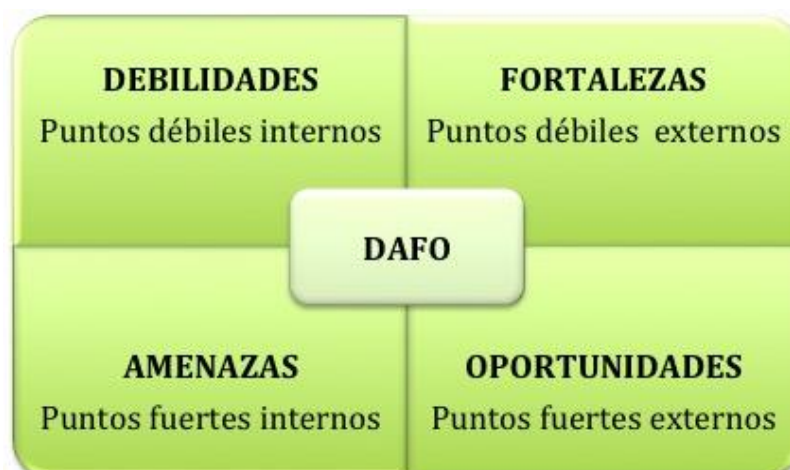 DEBILIDADES
Puntos débiles internos
FORTALEZAS
Puntos débiles externos
DAFO
AMENAZAS
Puntos fuertes internos
OPORTUNIDADES
Puntos fuertes externos